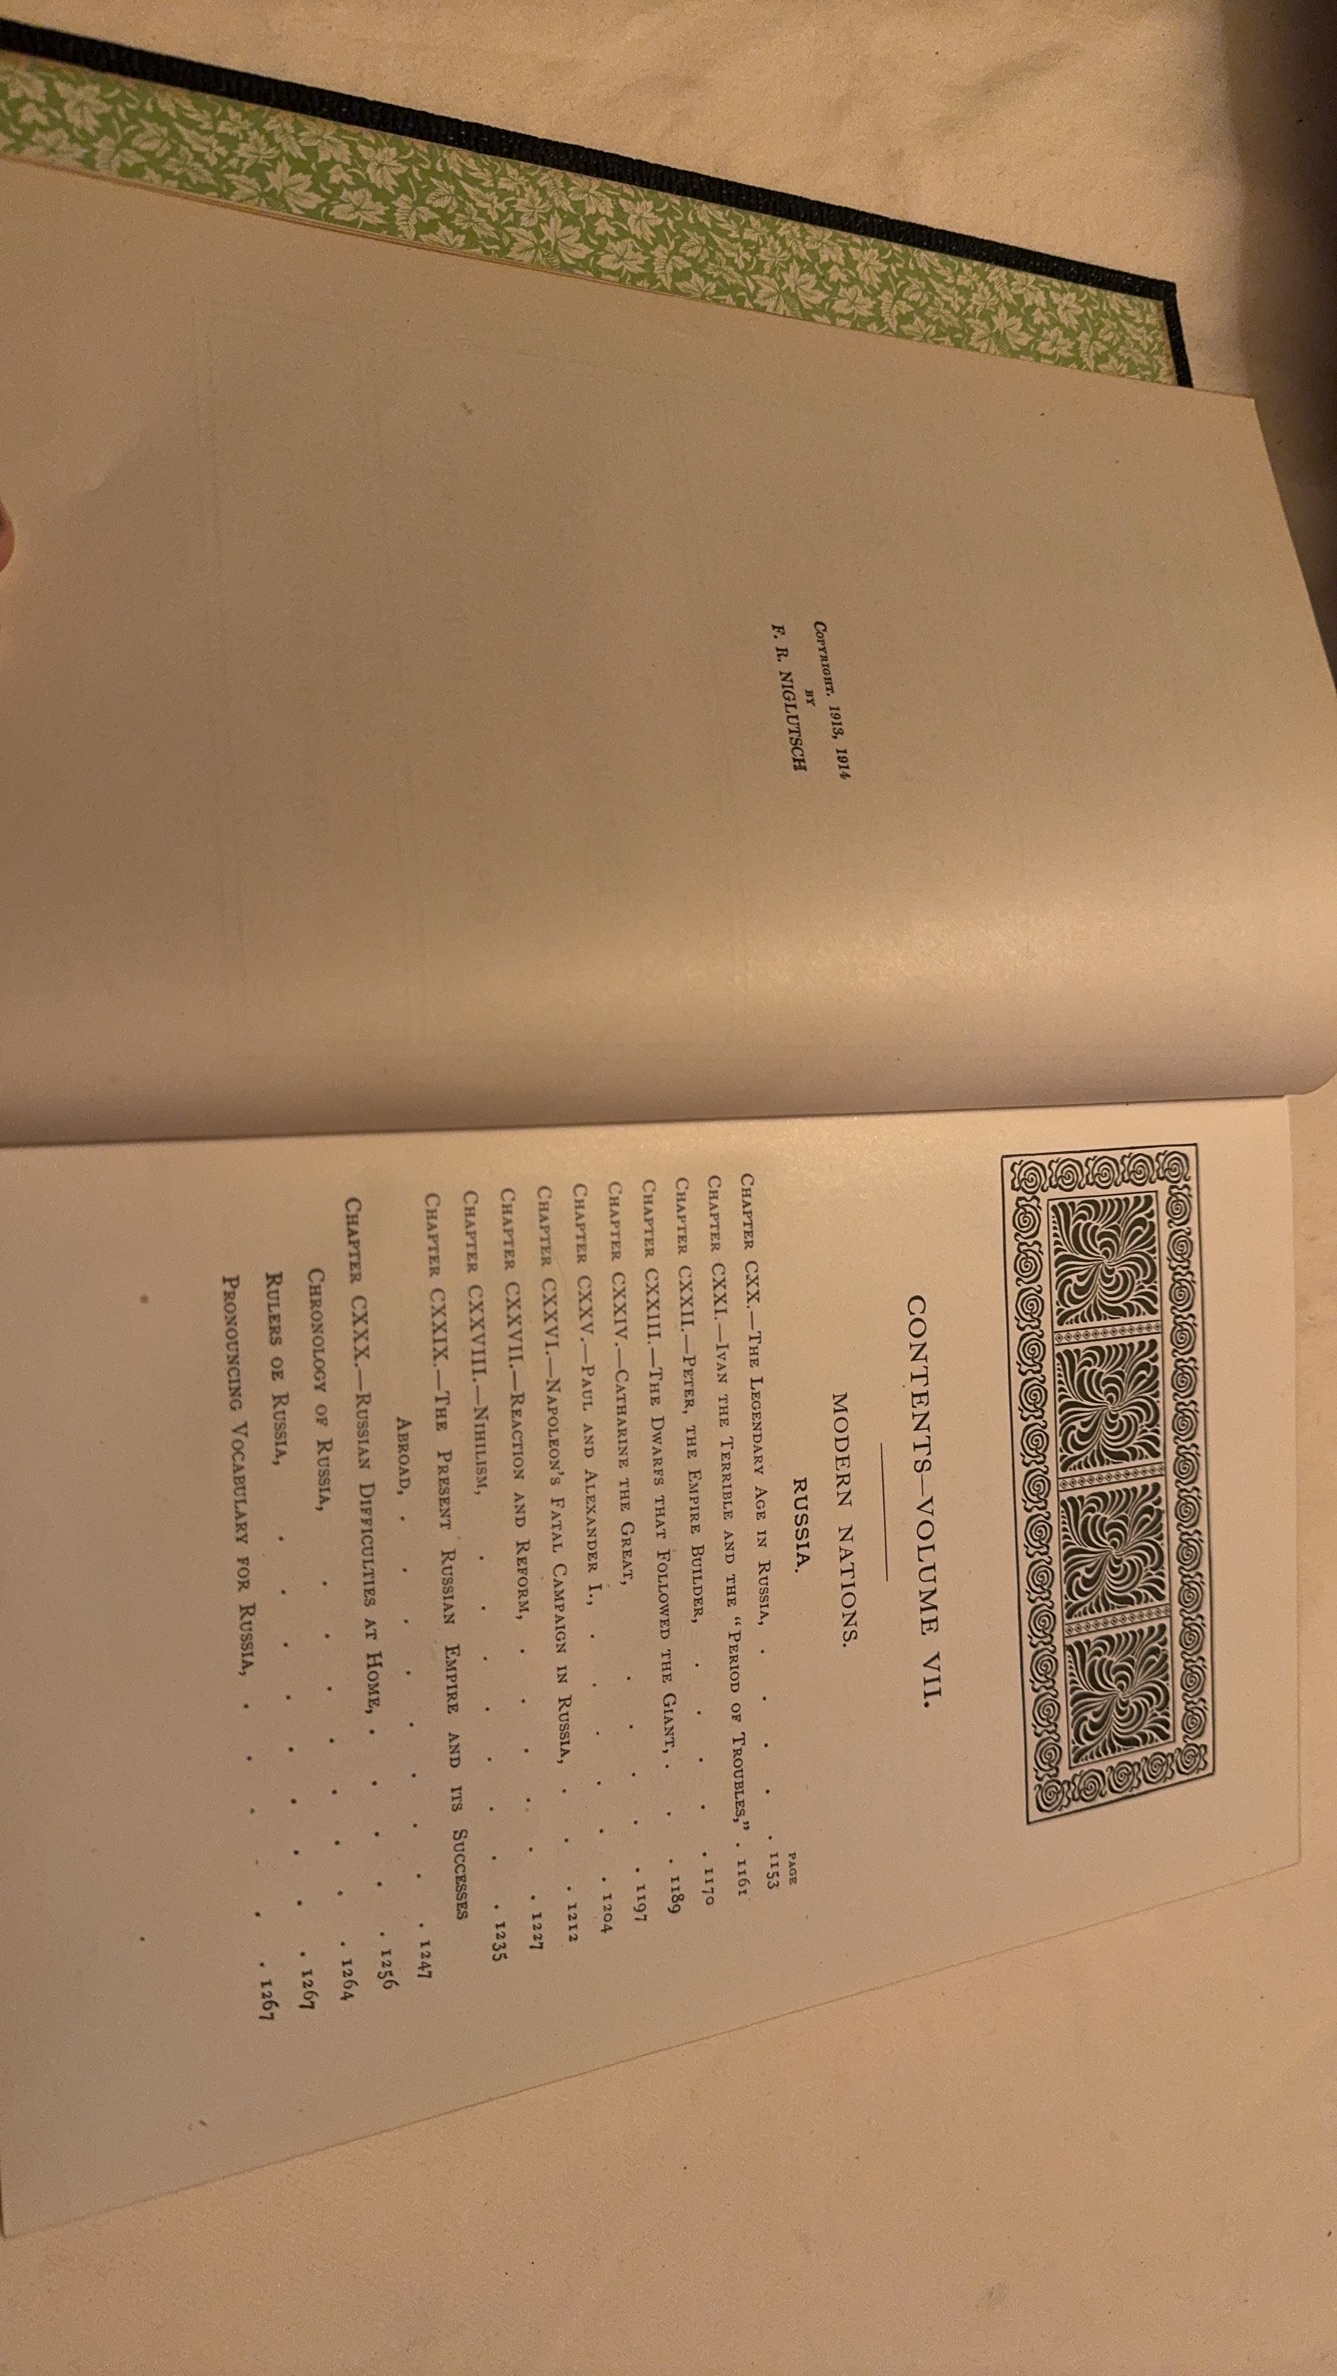 Copyright. 1913, 1914
BY
F. R. NIGLUTSCH
CONTENTS—VOLUME VII.
MODERN NATIONS.
RUSSIA.
PAGE
Chapter CXX.—The Legendary Age in Russia, . . . . . 1153
Chapter CXXI.—Ivan the Terrible and the “Period of Troubles,” . 1161
Chapter CXXII.—Peter, the Empire Builder, . . . . . 1170
Chapter CXXIII.—The Dwarfs that Followed the Giant, . . . 1189
Chapter CXXIV.—Catharine the Great, . . . . . 1197
Chapter CXXV.—Paul and Alexander I., . . . . . . 1204
Chapter CXXVI.—Napoleon's Fatal Campaign in Russia, . . . 1212
Chapter CXXVII.—Reaction and Reform, . . . . . . 1227
Chapter CXXVIII.—Nihilism, . . . . . . . . 1235
Chapter CXXIX.—The Present Russian Empire and its Successes
Abroad, . . . . . . . . . 1247
Chapter CXXX.—Russian Difficulties at Home, . . . . . 1256
Chronology of Russia, . . . . . . . . 1264
Rulers oe Russia, . . . . . . . . . 1267
Pronouncing Vocabulary for Russia, . . . . . . 1267